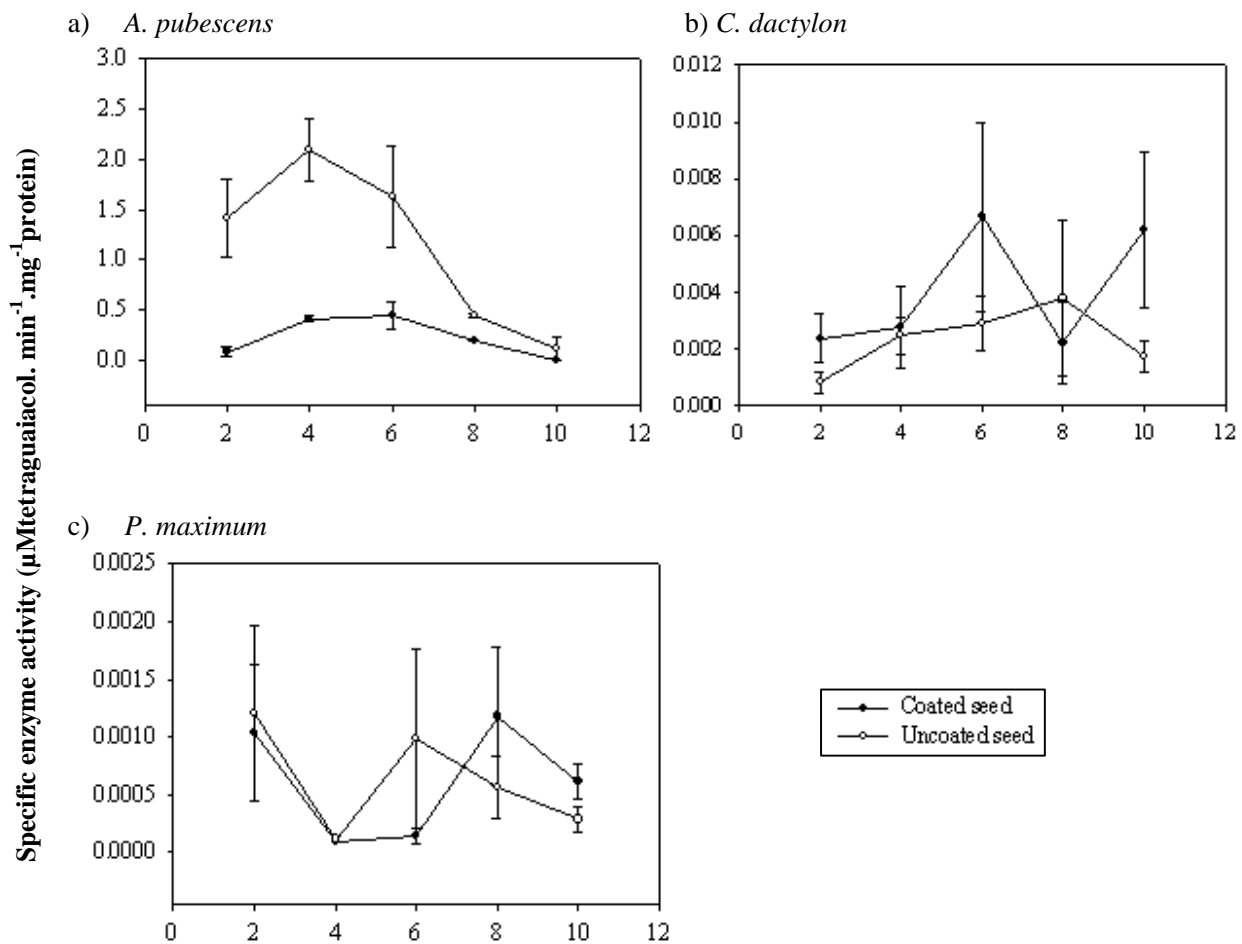 a) A. pubescens
3.0
2.5
2.0
1.5
1.0
0.5
0.0
0 2 4 6 8 10 12
b) C. dactylon
0.012
0.010
0.008
0.006
0.004
0.002
0.000
0 2 4 6 8 10 12
c) P. maximum
0.0025
0.0020
0.0015
0.0010
0.0005
0.0000
0 2 4 6 8 10 12
Coated seed
Uncoated seed
Specific enzyme activity (µMtetraguaiacol. min⁻¹.mg⁻¹protein)